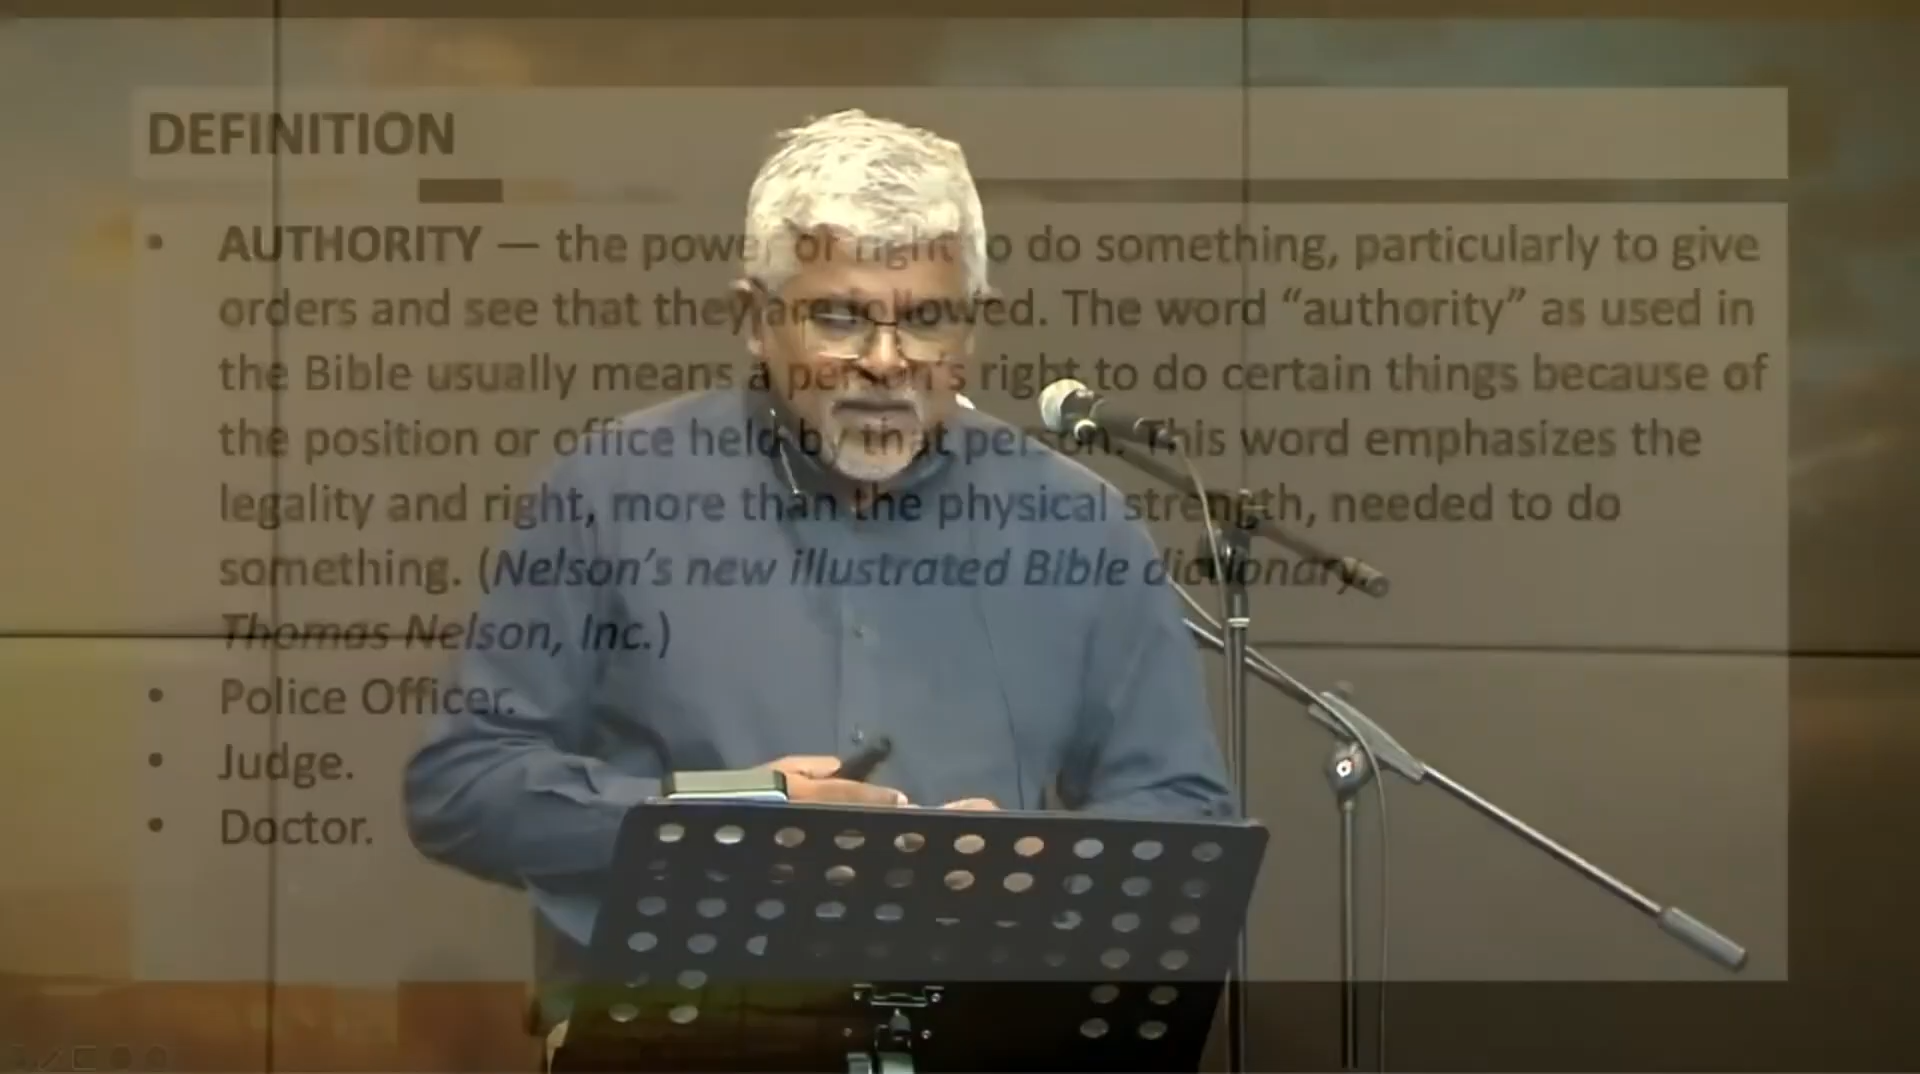 DEFINITION
• AUTHORITY — the power or right to do something, particularly to give
orders and see that they are followed. The word “authority” as used in
the Bible usually means a person’s right to do certain things because of
the position or office held by that person. This word emphasizes the
legality and right, more than the physical strength, needed to do
something. (Nelson’s new illustrated Bible dictionary.
Thomas Nelson, Inc.)
• Police Officer.
• Judge.
• Doctor.